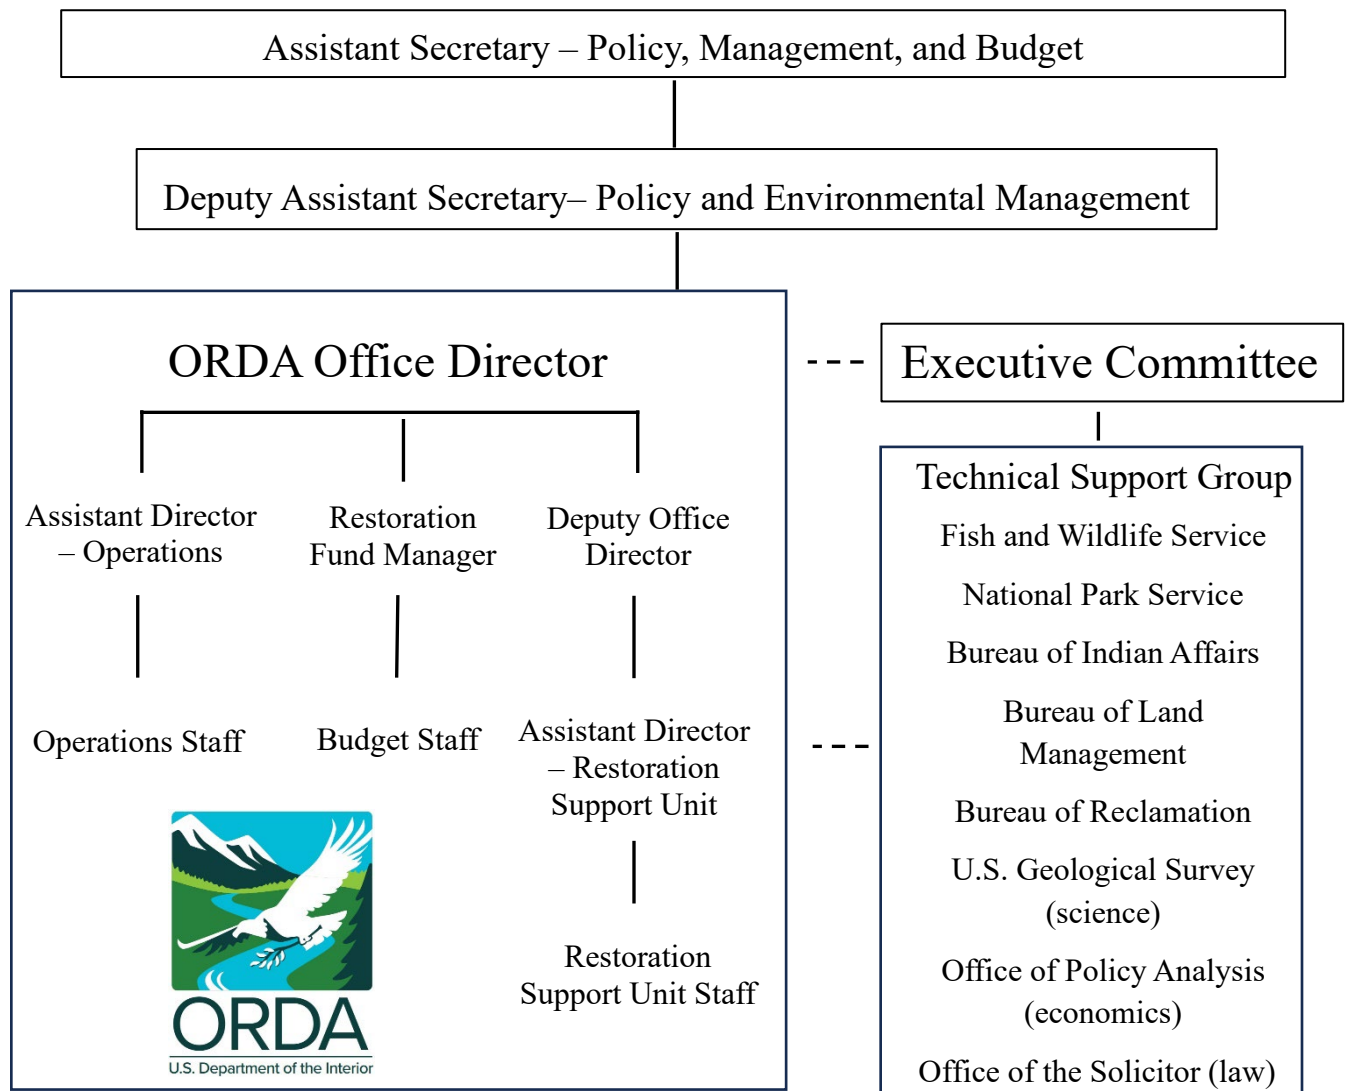 Assistant Secretary – Policy, Management, and Budget
Deputy Assistant Secretary– Policy and Environmental Management
ORDA Office Director
Assistant Director
– Operations
Restoration
Fund Manager
Deputy Office
Director
Operations Staff
Budget Staff
Assistant Director
– Restoration
Support Unit
Restoration
Support Unit Staff
ORDA
U.S. Department of the Interior
Executive Committee
Technical Support Group
Fish and Wildlife Service
National Park Service
Bureau of Indian Affairs
Bureau of Land
Management
Bureau of Reclamation
U.S. Geological Survey
(science)
Office of Policy Analysis
(economics)
Office of the Solicitor (law)